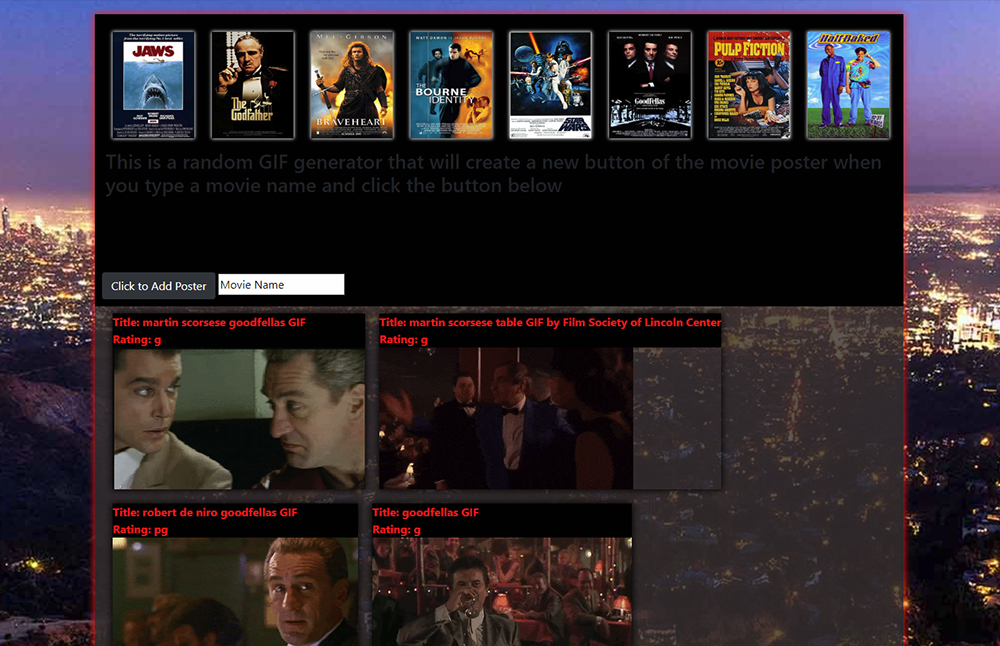 JAWS
The
Godfather
MEL GIBSON
BRAVEHEART
MATT DAMON IS JASON BOURNE
THE
BOURNE
IDENTITY
STAR
WARS
GoodFellas
PULP FICTION
Half Baked
This is a random GIF generator that will create a new button of the movie poster when
you type a movie name and click the button below
Click to Add Poster Movie Name
Title: martin scorsese goodfellas GIF
Rating: g
Title: martin scorsese table GIF by Film Society of Lincoln Center
Rating: g
Title: robert de niro goodfellas GIF
Rating: pg
Title: goodfellas GIF
Rating: g